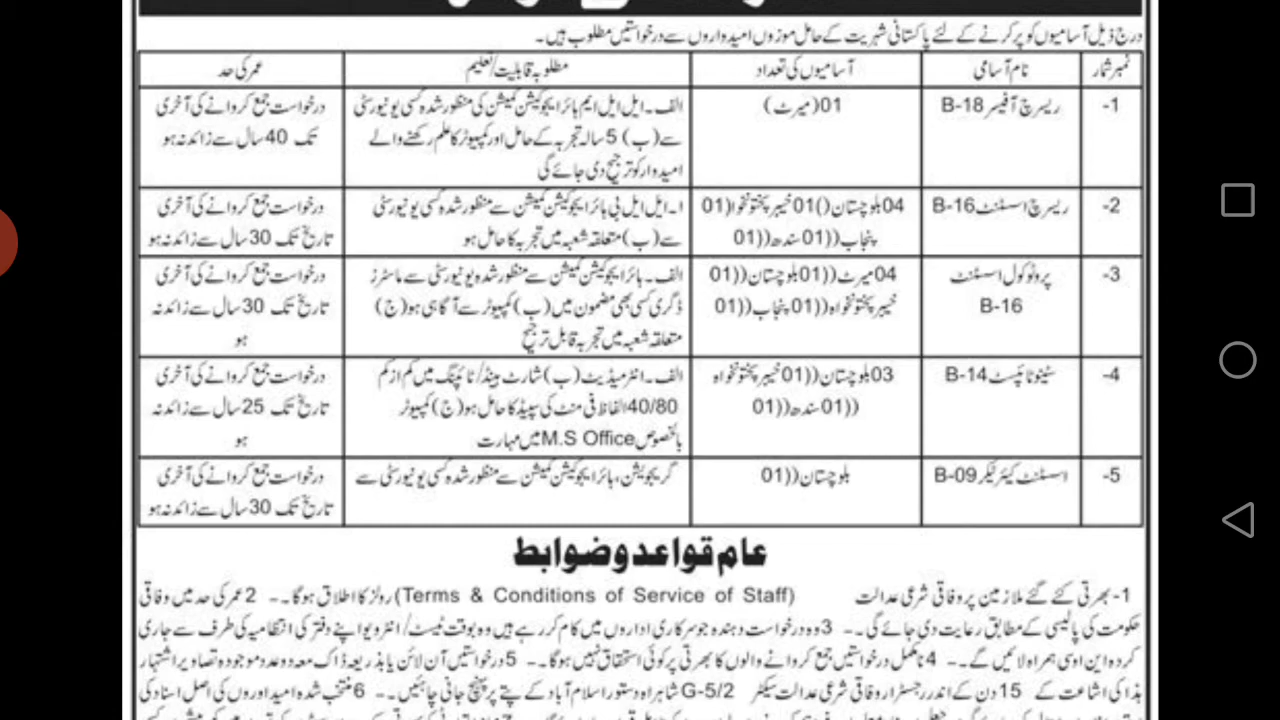 درج ذیل آسامیوں کو پر کرنے کے لئے پاکستانی شہریت کے حامل موزوں امیدواروں سے درخواستیں مطلوب ہیں۔
نمبر شمار نام آسامی آسامیوں کی تعداد مطلوبہ قابلیت/تعلیم عمر کی حد
-1 ریسرچ آفیسر B-18 01(میرٹ) الف۔ایل ایل ایم ہائر ایجوکیشن کمیشن کی منظور شدہ کسی یونیورسٹی درخواست جمع کروانے کی آخری
سے (ب) 5 سالہ تجربہ کے حامل اور کمپیوٹر کا علم رکھنے والے تک 40 سال سے زائد نہ ہو
امیدوار کو ترجیح دی جائے گی
-2 ریسرچ اسسٹنٹ B-16 04بلوچستان()01 خیبر پختونخوا(01 ا۔ایل ایل بی ہائر ایجوکیشن کمیشن سے منظور شدہ کسی یونیورسٹی درخواست جمع کروانے کی آخری
پنجاب((01 سندھ((01 سے (ب) متعلقہ شعبہ میں تجربہ کا حامل ہو تاریخ تک 30 سال سے زائد نہ ہو
-3 پروٹوکول اسسٹنٹ 04میرٹ((01 بلوچستان((01 الف۔ہائر ایجوکیشن کمیشن سے منظور شدہ یونیورسٹی سے ماسٹرز درخواست جمع کروانے کی آخری
B-16 خیبر پختونخواہ((01 پنجاب((01 ڈگری کسی بھی مضمون میں (ب) کمپیوٹر سے آگاہی ہو (ج) تاریخ تک 30 سال سے زائد نہ
متعلقہ شعبہ میں تجربہ قابل ترجیح ہو
-4 سٹینو ٹائپسٹ B-14 03بلوچستان((01 خیبر پختونخواہ الف۔انٹر میڈیٹ (ب) شارٹ ہینڈ/ٹائپنگ میں کم از کم درخواست جمع کروانے کی آخری
((01 سندھ((01 40/80الفاظ فی منٹ کی سپیڈ کا حامل ہو (ج) کمپیوٹر تاریخ تک 25 سال سے زائد نہ
بالخصوص M.S Office میں مہارت ہو
-5 اسسٹنٹ کیئر ٹیکر B-09 بلوچستان((01 گریجویشن، ہائر ایجوکیشن کمیشن سے منظور شدہ کسی یونیورسٹی سے درخواست جمع کروانے کی آخری
تاریخ تک 30 سال سے زائد نہ ہو
عام قواعد و ضوابط
-1 بھرتی کئے گئے ملازمین پر وفاقی شرعی عدالت (Terms & Conditions of Service of Staff) رولز کا اطلاق ہوگا۔- 2 عمر کی حد میں وفاقی
حکومت کی پالیسی کے مطابق رعایت دی جائے گی۔- 3 وہ درخواست دہندہ جو سرکاری اداروں میں کام کر رہے ہیں وہ بوقت ٹیسٹ/انٹرویو اپنے دفتر کی انتظامیہ کی طرف سے جاری
کردہ این او سی ہمراہ لائیں گے۔- 4 نامکمل درخواستیں جمع کروانے والوں کا بھرتی پر کوئی استحقاق نہیں ہوگا۔- 5 درخواستیں آن لائن یا بذریعہ ڈاک معہ دو عدد موجودہ تصاویر اشتہار
ہذا کی اشاعت کے 15 دن کے اندر رجسٹرار وفاقی شرعی عدالت سیکٹر G-5/2 شاہراہ دستور اسلام آباد کے پتے پر پہنچ جانی چاہئیں۔- 6 منتخب شدہ امیدواروں کی اصل اسناد کی